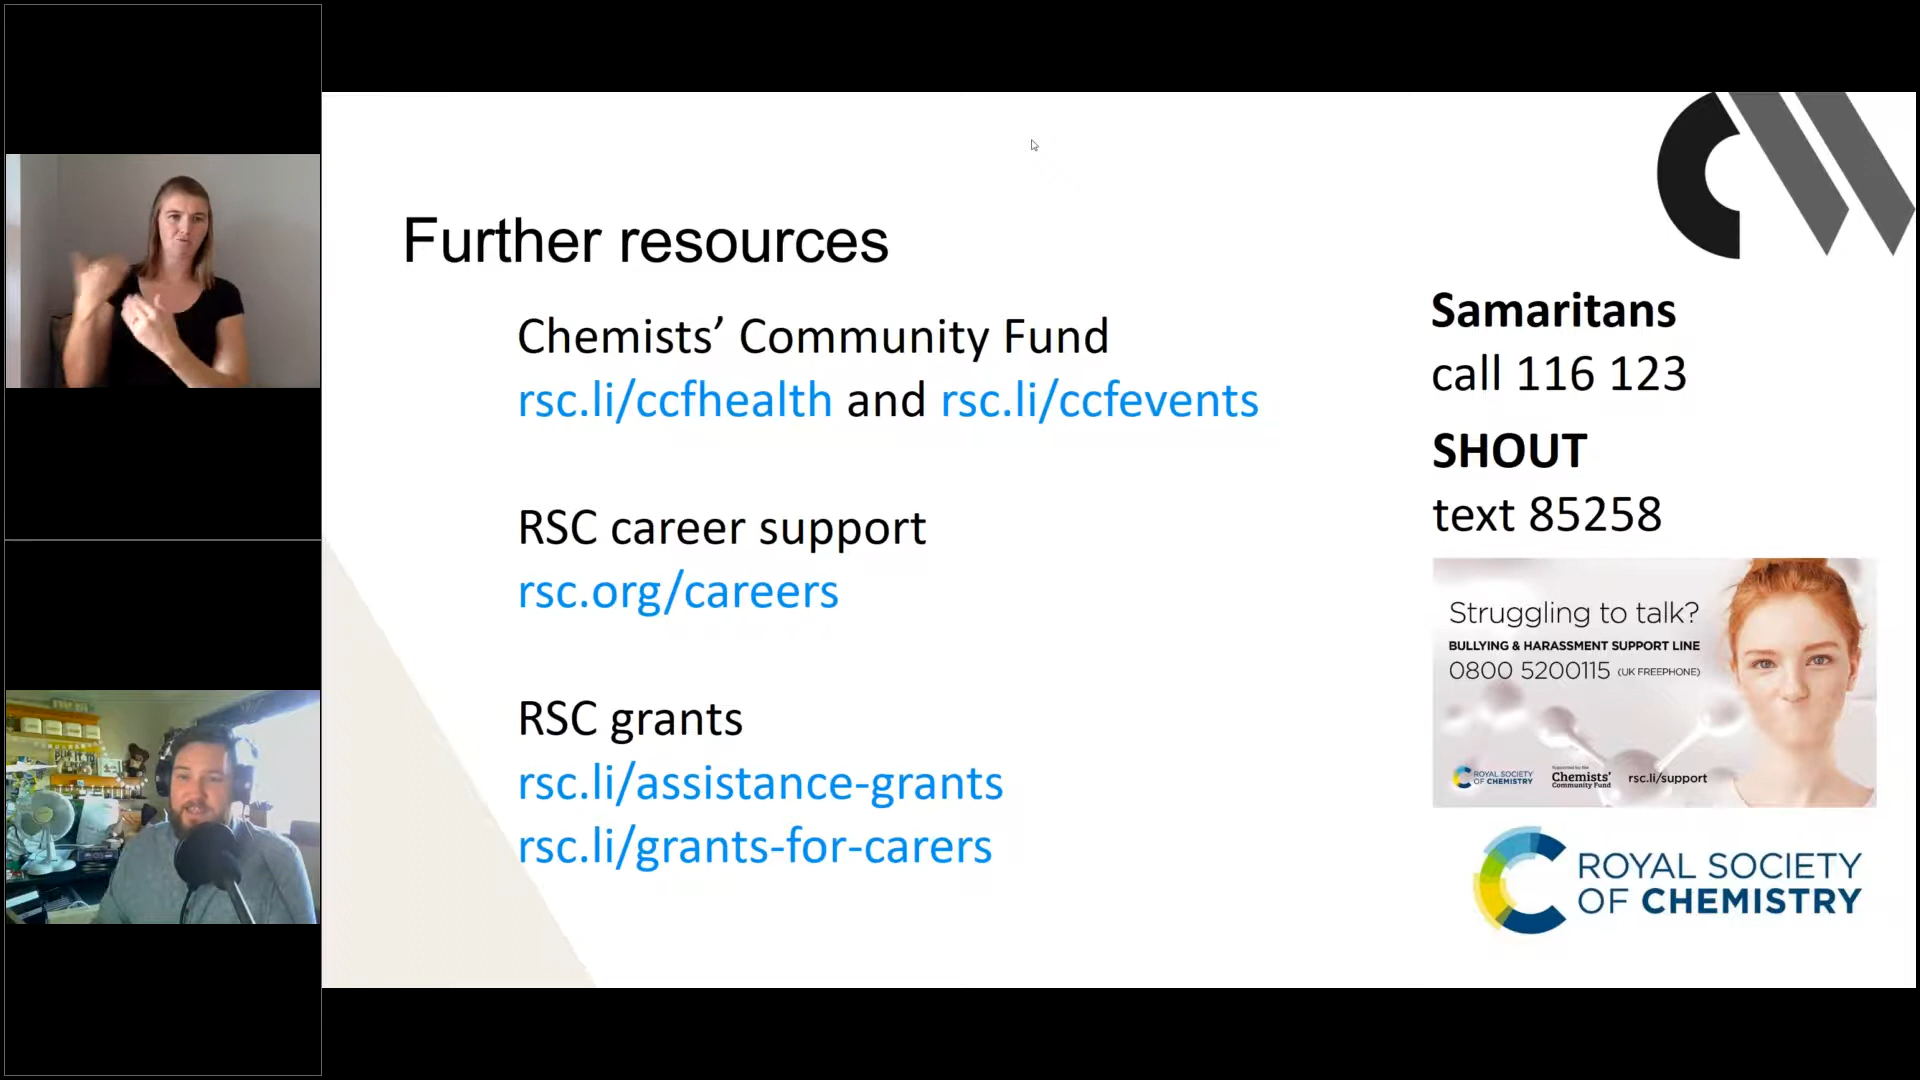 Further resources
Chemists’ Community Fund
rsc.li/ccfhealth and rsc.li/ccfevents
RSC career support
rsc.org/careers
RSC grants
rsc.li/assistance-grants
rsc.li/grants-for-carers
Samaritans
call 116 123
SHOUT
text 85258
Struggling to talk?
BULLYING & HARASSMENT SUPPORT LINE
0800 5200115 (UK FREEPHONE)
ROYAL SOCIETY
OF CHEMISTRY
Supported by the
Chemists’
Community Fund
rsc.li/support
ROYAL SOCIETY
OF CHEMISTRY